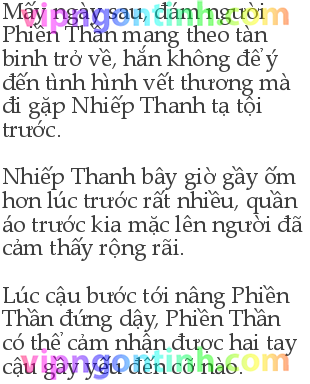 Mấy ngày sau, đám người
Phiền Thần mang theo tàn
binh trở về, hắn không để ý
đến tình hình vết thương mà
đi gặp Nhiếp Thanh tạ tội
trước.
Nhiếp Thanh bây giờ gầy ốm
hơn lúc trước rất nhiều, quần
áo trước kia mặc lên người đã
cảm thấy rộng rãi.
Lúc cậu bước tới nâng Phiền
Thần đứng dậy, Phiền Thần
có thể cảm nhận được hai tay
cậu gầy yếu đến cỡ nào.
vipngontinh.com
vipngontinh.com
vipngontinh.com